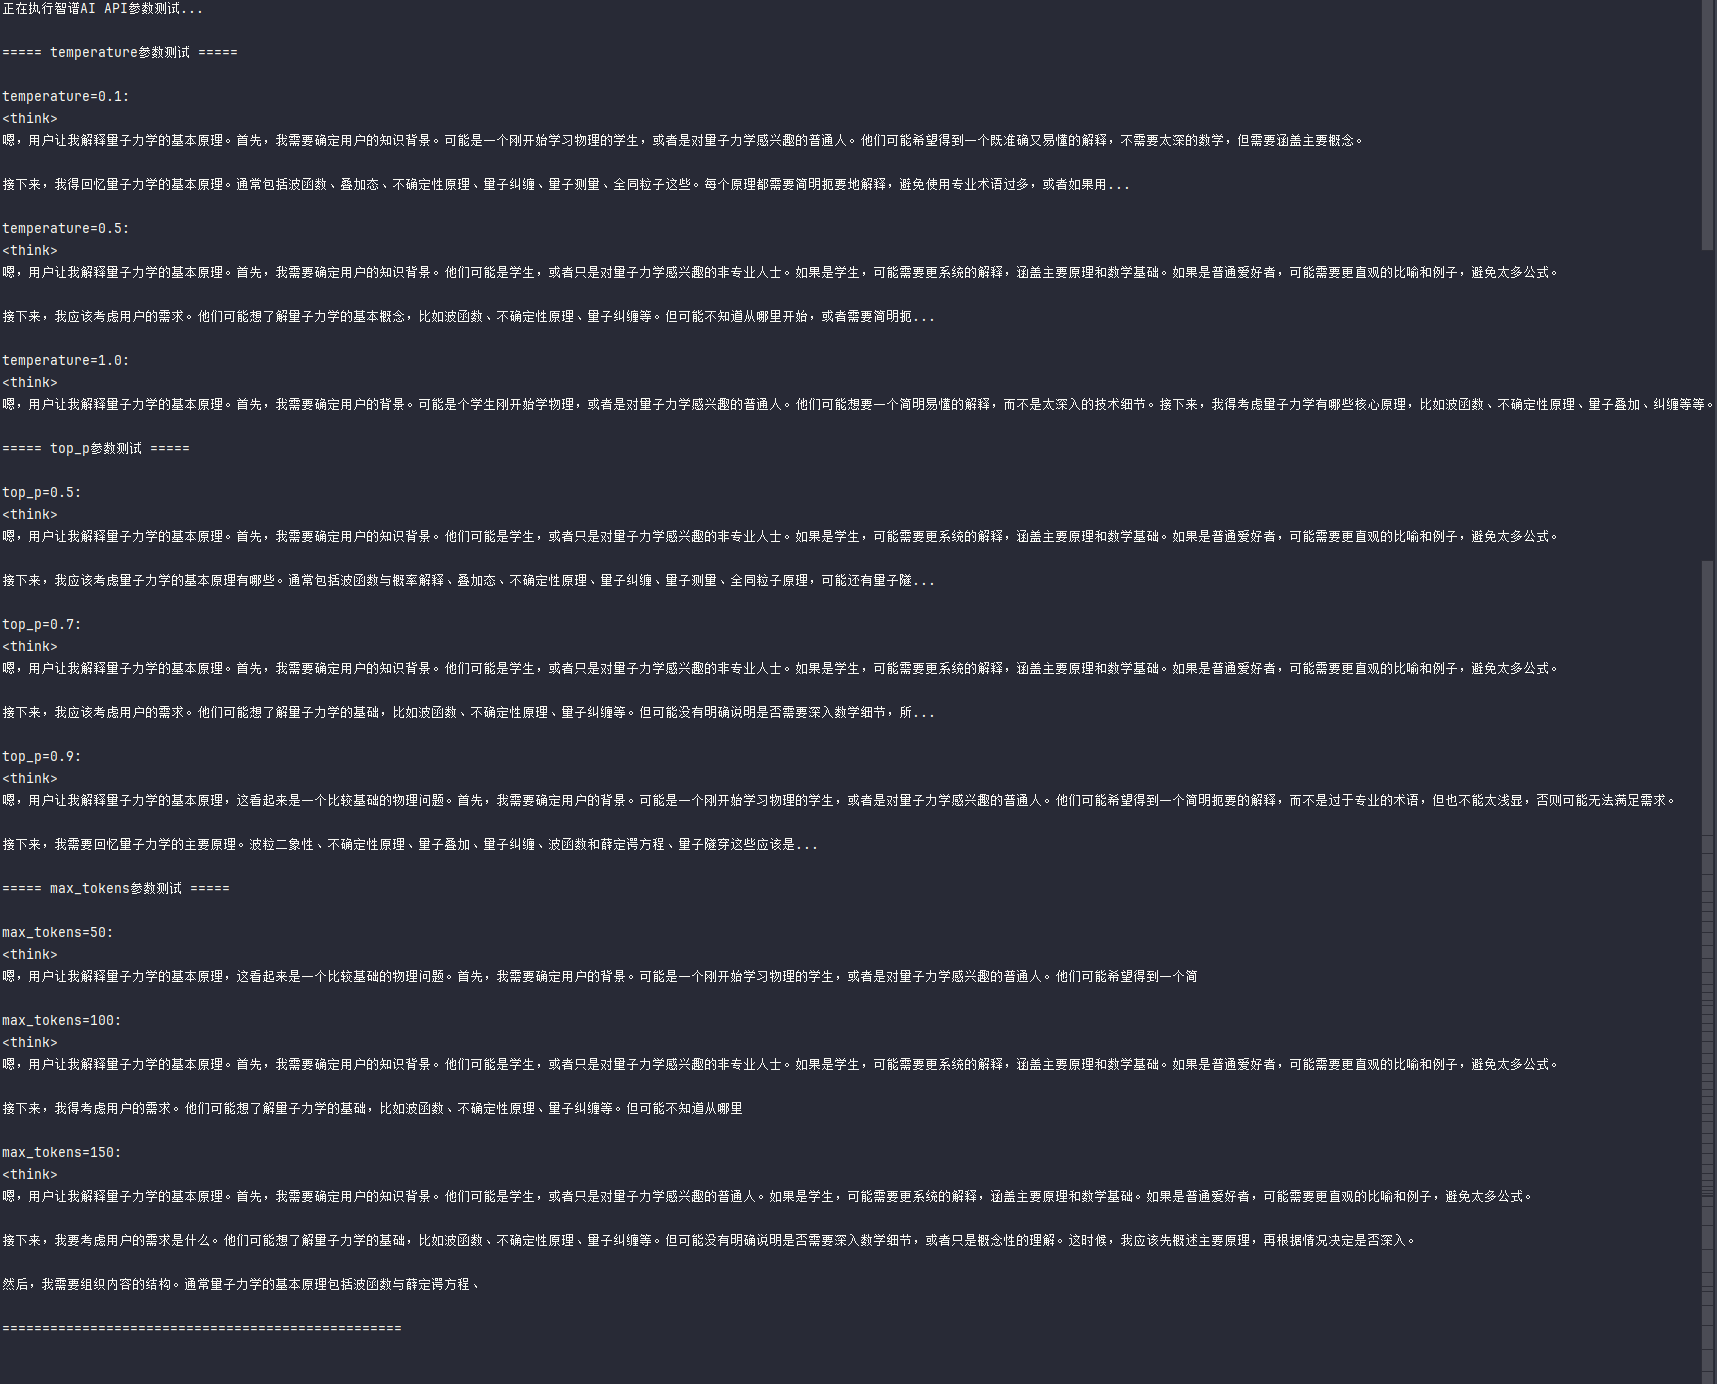 正在执行智谱AI API参数测试...
===== temperature参数测试 =====
temperature=0.1:
<think>
嗯，用户让我解释量子力学的基本原理。首先，我需要确定用户的知识背景。可能是一个刚开始学习物理的学生，或者是对量子力学感兴趣的普通人。他们可能希望得到一个既准确又易懂的解释，不需要太深的数学，但需要涵盖主要概念。
接下来，我得回忆量子力学的基本原理。通常包括波函数、叠加态、不确定性原理、量子纠缠、量子测量、全同粒子这些。每个原理都需要简明扼要地解释，避免使用专业术语过多，或者如果用...
temperature=0.5:
<think>
嗯，用户让我解释量子力学的基本原理。首先，我需要确定用户的知识背景。他们可能是学生，或者只是对量子力学感兴趣的非专业人士。如果是学生，可能需要更系统的解释，涵盖主要原理和数学基础。如果是普通爱好者，可能需要更直观的比喻和例子，避免太多公式。
接下来，我应该考虑用户的需求。他们可能想了解量子力学的基本概念，比如波函数、不确定性原理、量子纠缠等。但可能不知道从哪里开始，或者需要简明扼...
temperature=1.0:
<think>
嗯，用户让我解释量子力学的基本原理。首先，我需要确定用户的背景。可能是个学生刚开始学物理，或者是对量子力学感兴趣的普通人。他们可能想要一个简明易懂的解释，而不是太深入的技术细节。接下来，我得考虑量子力学有哪些核心原理，比如波函数、不确定性原理、量子叠加、纠缠等等。
===== top_p参数测试 =====
top_p=0.5:
<think>
嗯，用户让我解释量子力学的基本原理。首先，我需要确定用户的知识背景。他们可能是学生，或者只是对量子力学感兴趣的非专业人士。如果是学生，可能需要更系统的解释，涵盖主要原理和数学基础。如果是普通爱好者，可能需要更直观的比喻和例子，避免太多公式。
接下来，我应该考虑量子力学的基本原理有哪些。通常包括波函数与概率解释、叠加态、不确定性原理、量子纠缠、量子测量、全同粒子原理，可能还有量子隧...
top_p=0.7:
<think>
嗯，用户让我解释量子力学的基本原理。首先，我需要确定用户的知识背景。他们可能是学生，或者只是对量子力学感兴趣的非专业人士。如果是学生，可能需要更系统的解释，涵盖主要原理和数学基础。如果是普通爱好者，可能需要更直观的比喻和例子，避免太多公式。
接下来，我应该考虑用户的需求。他们可能想了解量子力学的基础，比如波函数、不确定性原理、量子纠缠等。但可能没有明确说明是否需要深入数学细节，所...
top_p=0.9:
<think>
嗯，用户让我解释量子力学的基本原理，这看起来是一个比较基础的物理问题。首先，我需要确定用户的背景。可能是一个刚开始学习物理的学生，或者是对量子力学感兴趣的普通人。他们可能希望得到一个简明扼要的解释，而不是过于专业的术语，但也不能太浅显，否则可能无法满足需求。
接下来，我需要回忆量子力学的主要原理。波粒二象性、不确定性原理、量子叠加、量子纠缠、波函数和薛定谔方程、量子隧穿这些应该是...
===== max_tokens参数测试 =====
max_tokens=50:
<think>
嗯，用户让我解释量子力学的基本原理，这看起来是一个比较基础的物理问题。首先，我需要确定用户的背景。可能是一个刚开始学习物理的学生，或者是对量子力学感兴趣的普通人。他们可能希望得到一个简
max_tokens=100:
<think>
嗯，用户让我解释量子力学的基本原理。首先，我需要确定用户的知识背景。他们可能是学生，或者只是对量子力学感兴趣的非专业人士。如果是学生，可能需要更系统的解释，涵盖主要原理和数学基础。如果是普通爱好者，可能需要更直观的比喻和例子，避免太多公式。
接下来，我得考虑用户的需求。他们可能想了解量子力学的基础，比如波函数、不确定性原理、量子纠缠等。但可能不知道从哪里
max_tokens=150:
<think>
嗯，用户让我解释量子力学的基本原理。首先，我需要确定用户的知识背景。他们可能是学生，或者只是对量子力学感兴趣的普通人。如果是学生，可能需要更系统的解释，涵盖主要原理和数学基础。如果是普通爱好者，可能需要更直观的比喻和例子，避免太多公式。
接下来，我要考虑用户的需求是什么。他们可能想了解量子力学的基础，比如波函数、不确定性原理、量子纠缠等。但可能没有明确说明是否需要深入数学细节，或者只是概念性的理解。这时候，我应该先概述主要原理，再根据情况决定是否深入。
然后，我需要组织内容的结构。通常量子力学的基本原理包括波函数与薛定谔方程、
==================================================